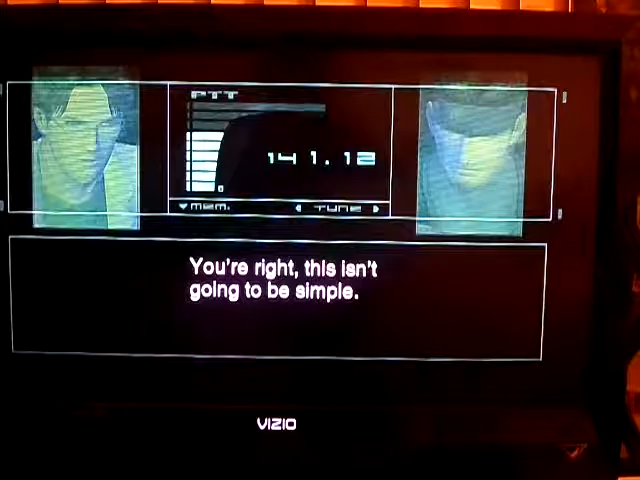 PTT
141.12
MEM.
TUNE
You're right, this isn't
going to be simple.
VIZIO